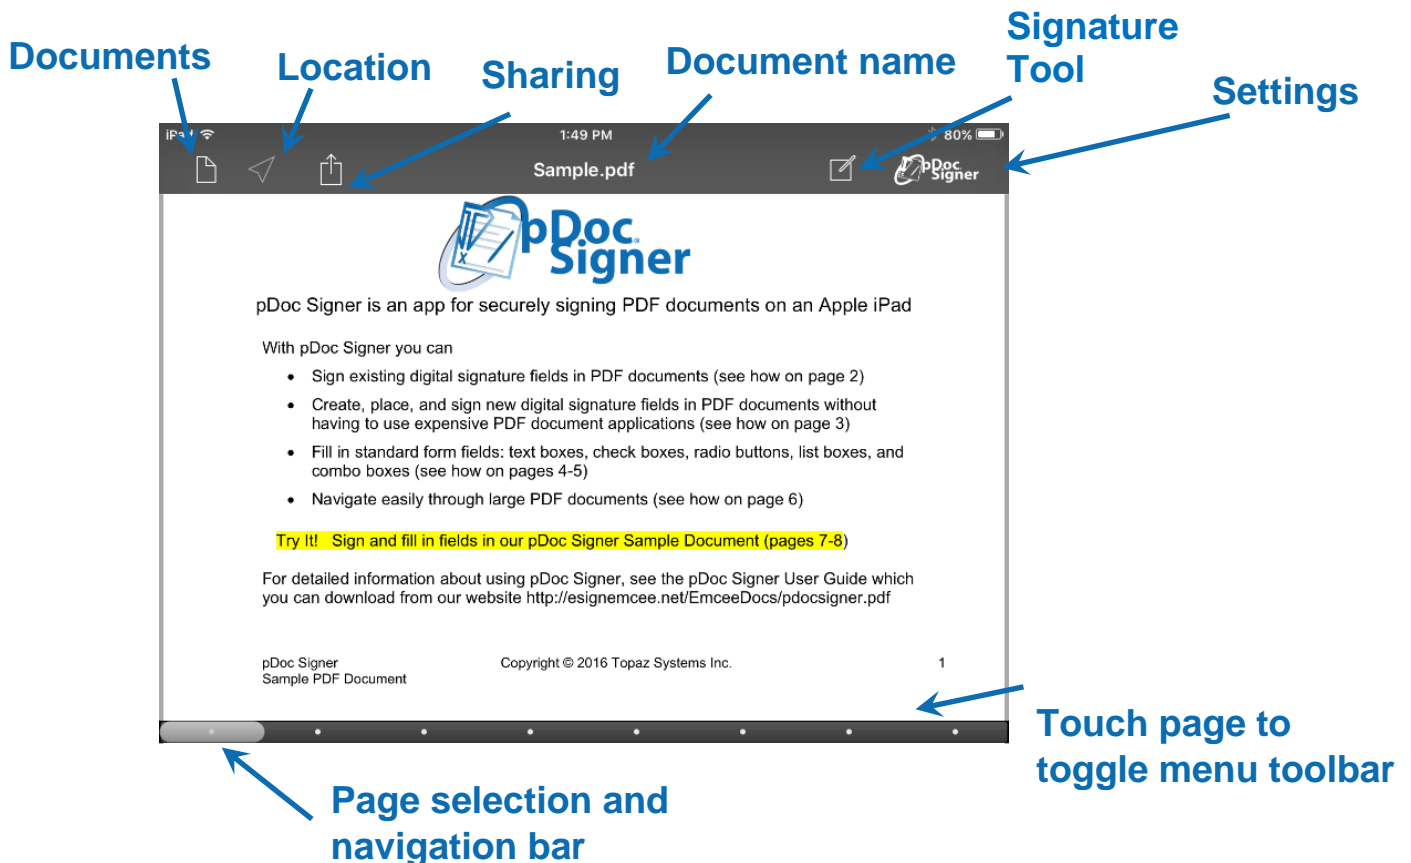 Documents
Location
Sharing
Document name
Signature
Tool
Settings
iPad
1:49 PM
80%
Sample.pdf
pDoc
Signer
pDoc
Signer
pDoc Signer is an app for securely signing PDF documents on an Apple iPad
With pDoc Signer you can
• Sign existing digital signature fields in PDF documents (see how on page 2)
• Create, place, and sign new digital signature fields in PDF documents without
having to use expensive PDF document applications (see how on page 3)
• Fill in standard form fields: text boxes, check boxes, radio buttons, list boxes, and
combo boxes (see how on pages 4-5)
• Navigate easily through large PDF documents (see how on page 6)
Try It! Sign and fill in fields in our pDoc Signer Sample Document (pages 7-8)
For detailed information about using pDoc Signer, see the pDoc Signer User Guide which
you can download from our website http://esignemcee.net/EmceeDocs/pdocsigner.pdf
pDoc Signer
Sample PDF Document
Copyright © 2016 Topaz Systems Inc.
1
Touch page to
toggle menu toolbar
Page selection and
navigation bar